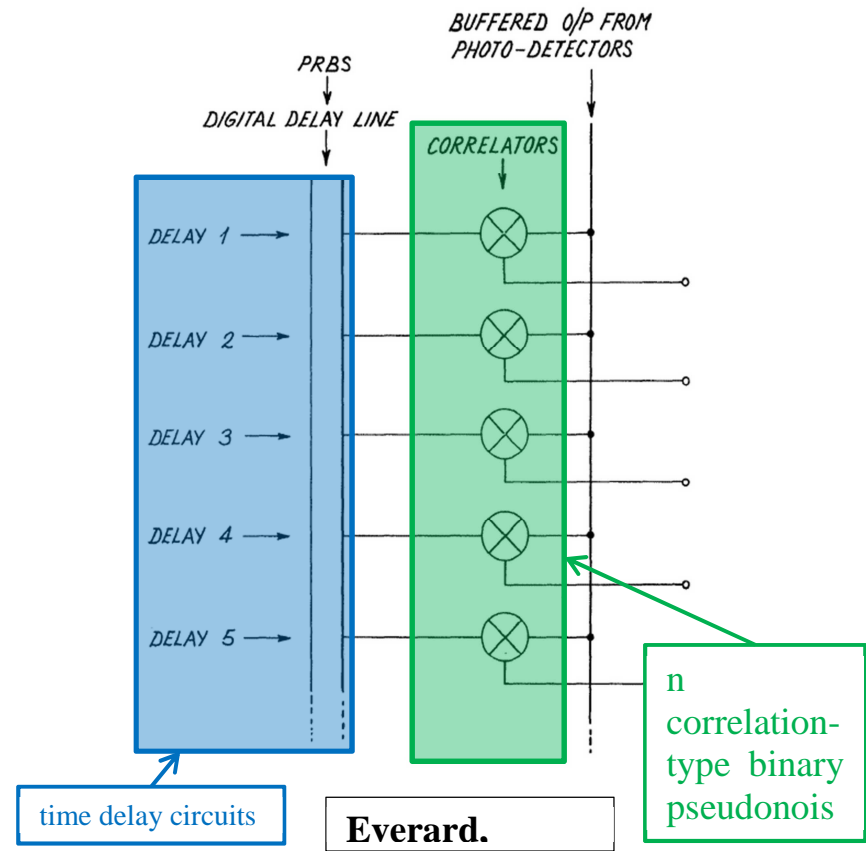 BUFFERED O/P FROM
PHOTO-DETECTORS
PRBS
DIGITAL DELAY LINE
CORRELATORS
DELAY 1
DELAY 2
DELAY 3
DELAY 4
DELAY 5
n
correlation-
type binary
pseudonois
time delay circuits
Everard,